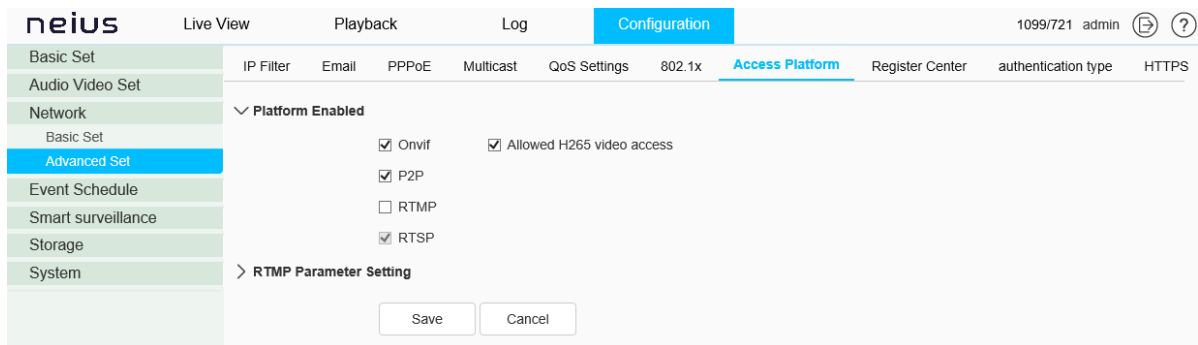 neius Live View Playback Log Configuration 1099/721 admin ?
Basic Set
Audio Video Set
Network
Basic Set
Advanced Set
Event Schedule
Smart surveillance
Storage
System
IP Filter Email PPPoE Multicast QoS Settings 802.1x Access Platform Register Center authentication type HTTPS
Platform Enabled
Onvif Allowed H265 video access
P2P
RTMP
RTSP
RTMP Parameter Setting
Save Cancel